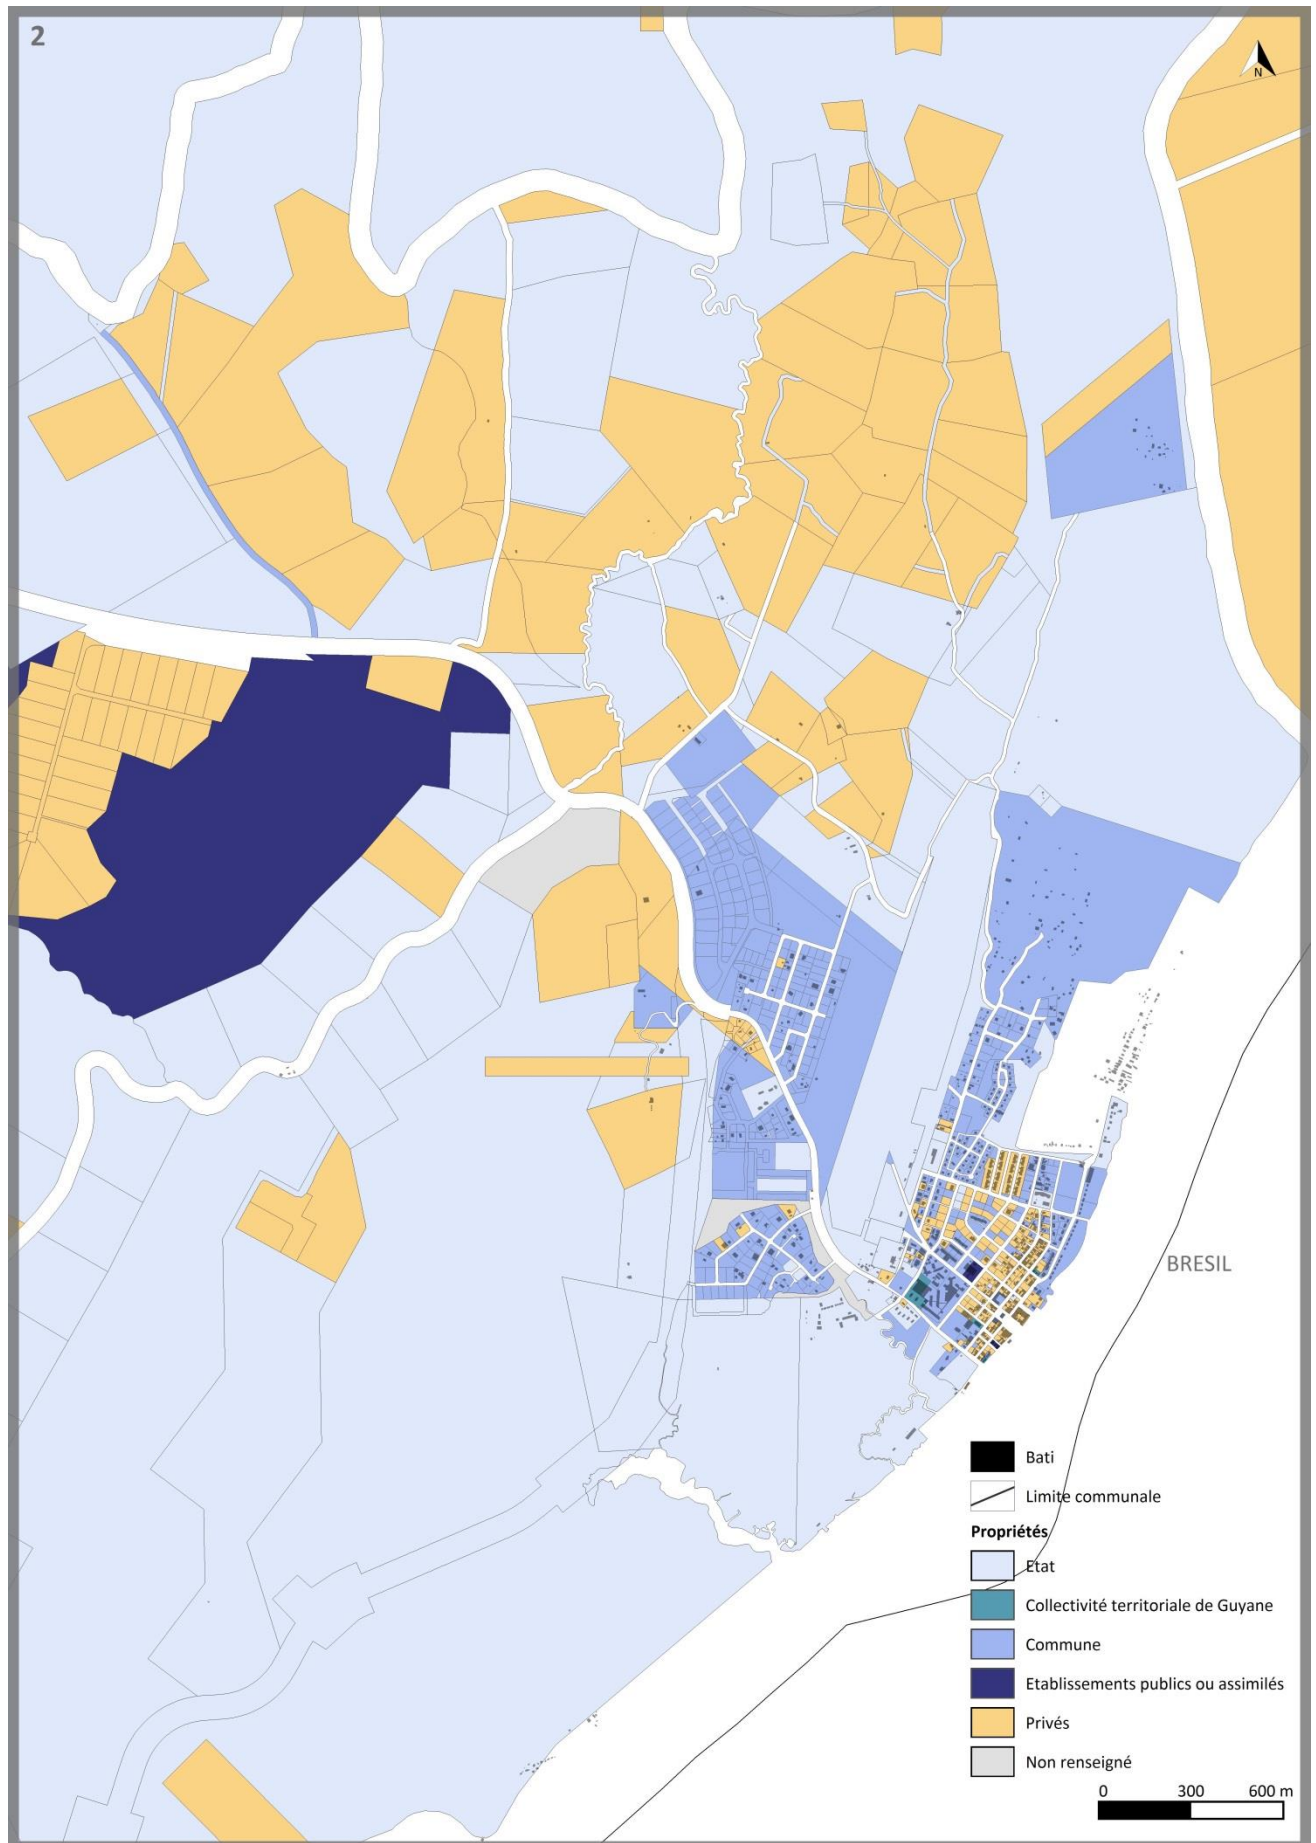 2
N
BRESIL
Bati
Limite communale
Propriétés
Etat
Collectivité territoriale de Guyane
Commune
Etablissements publics ou assimilés
Privés
Non renseigné
0 300 600 m